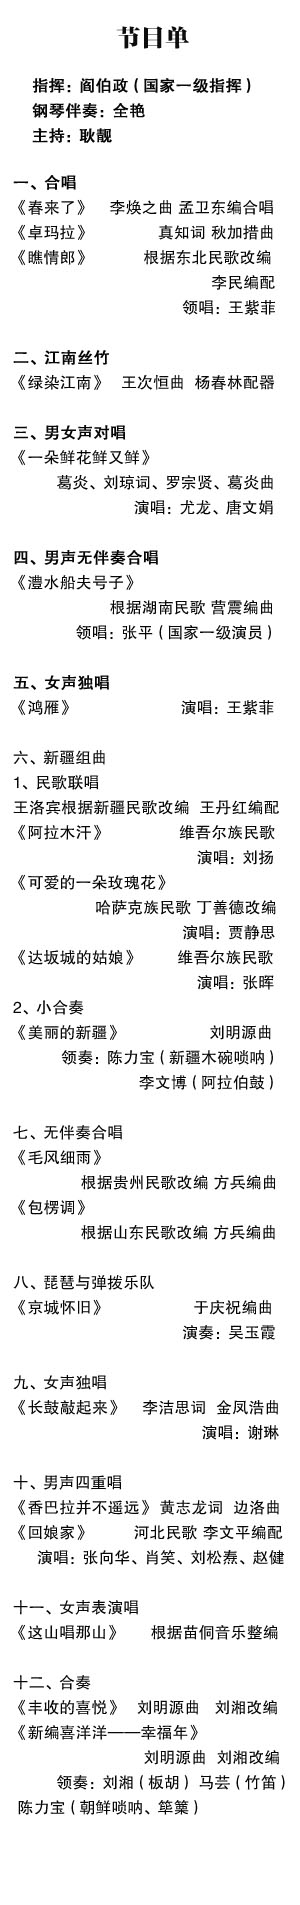 节目单
指挥：阎伯政（国家一级指挥）
钢琴伴奏：全艳
主持：耿靓
一、合唱
《春来了》 李焕之曲 孟卫东编合唱
《卓玛拉》 真知词 秋加措曲
《瞧情郎》 根据东北民歌改编
李民编配
领唱：王紫菲
二、江南丝竹
《绿染江南》 王次恒曲 杨春林配器
三、男女声对唱
《一朵鲜花鲜又鲜》
葛炎、刘琼词、罗宗贤、葛炎曲
演唱：尤龙、唐文娟
四、男声无伴奏合唱
《澧水船夫号子》
根据湖南民歌 营震编曲
领唱：张平（国家一级演员）
五、女声独唱
《鸿雁》 演唱：王紫菲
六、新疆组曲
1、民歌联唱
王洛宾根据新疆民歌改编 王丹红编配
《阿拉木汗》 维吾尔族民歌
演唱：刘扬
《可爱的一朵玫瑰花》
哈萨克族民歌 丁善德改编
演唱：贾静思
《达坂城的姑娘》 维吾尔族民歌
演唱：张晖
2、小合奏
《美丽的新疆》 刘明源曲
领奏：陈力宝（新疆木碗唢呐）
李文博（阿拉伯鼓）
七、无伴奏合唱
《毛风细雨》
根据贵州民歌改编 方兵编曲
《包楞调》
根据山东民歌改编 方兵编曲
八、琵琶与弹拨乐队
《京城怀旧》 于庆祝编曲
演奏：吴玉霞
九、女声独唱
《长鼓敲起来》 李洁思词 金凤浩曲
演唱：谢琳
十、男声四重唱
《香巴拉并不遥远》 黄志龙词 边洛曲
《回娘家》 河北民歌 李文平编配
演唱：张向华、肖笑、刘松焘、赵健
十一、女声表演唱
《这山唱那山》 根据苗侗音乐整编
十二、合奏
《丰收的喜悦》 刘明源曲 刘湘改编
《新编喜洋洋——幸福年》
刘明源曲 刘湘改编
领奏：刘湘（板胡） 马芸（竹笛）
陈力宝（朝鲜唢呐、筚篥）